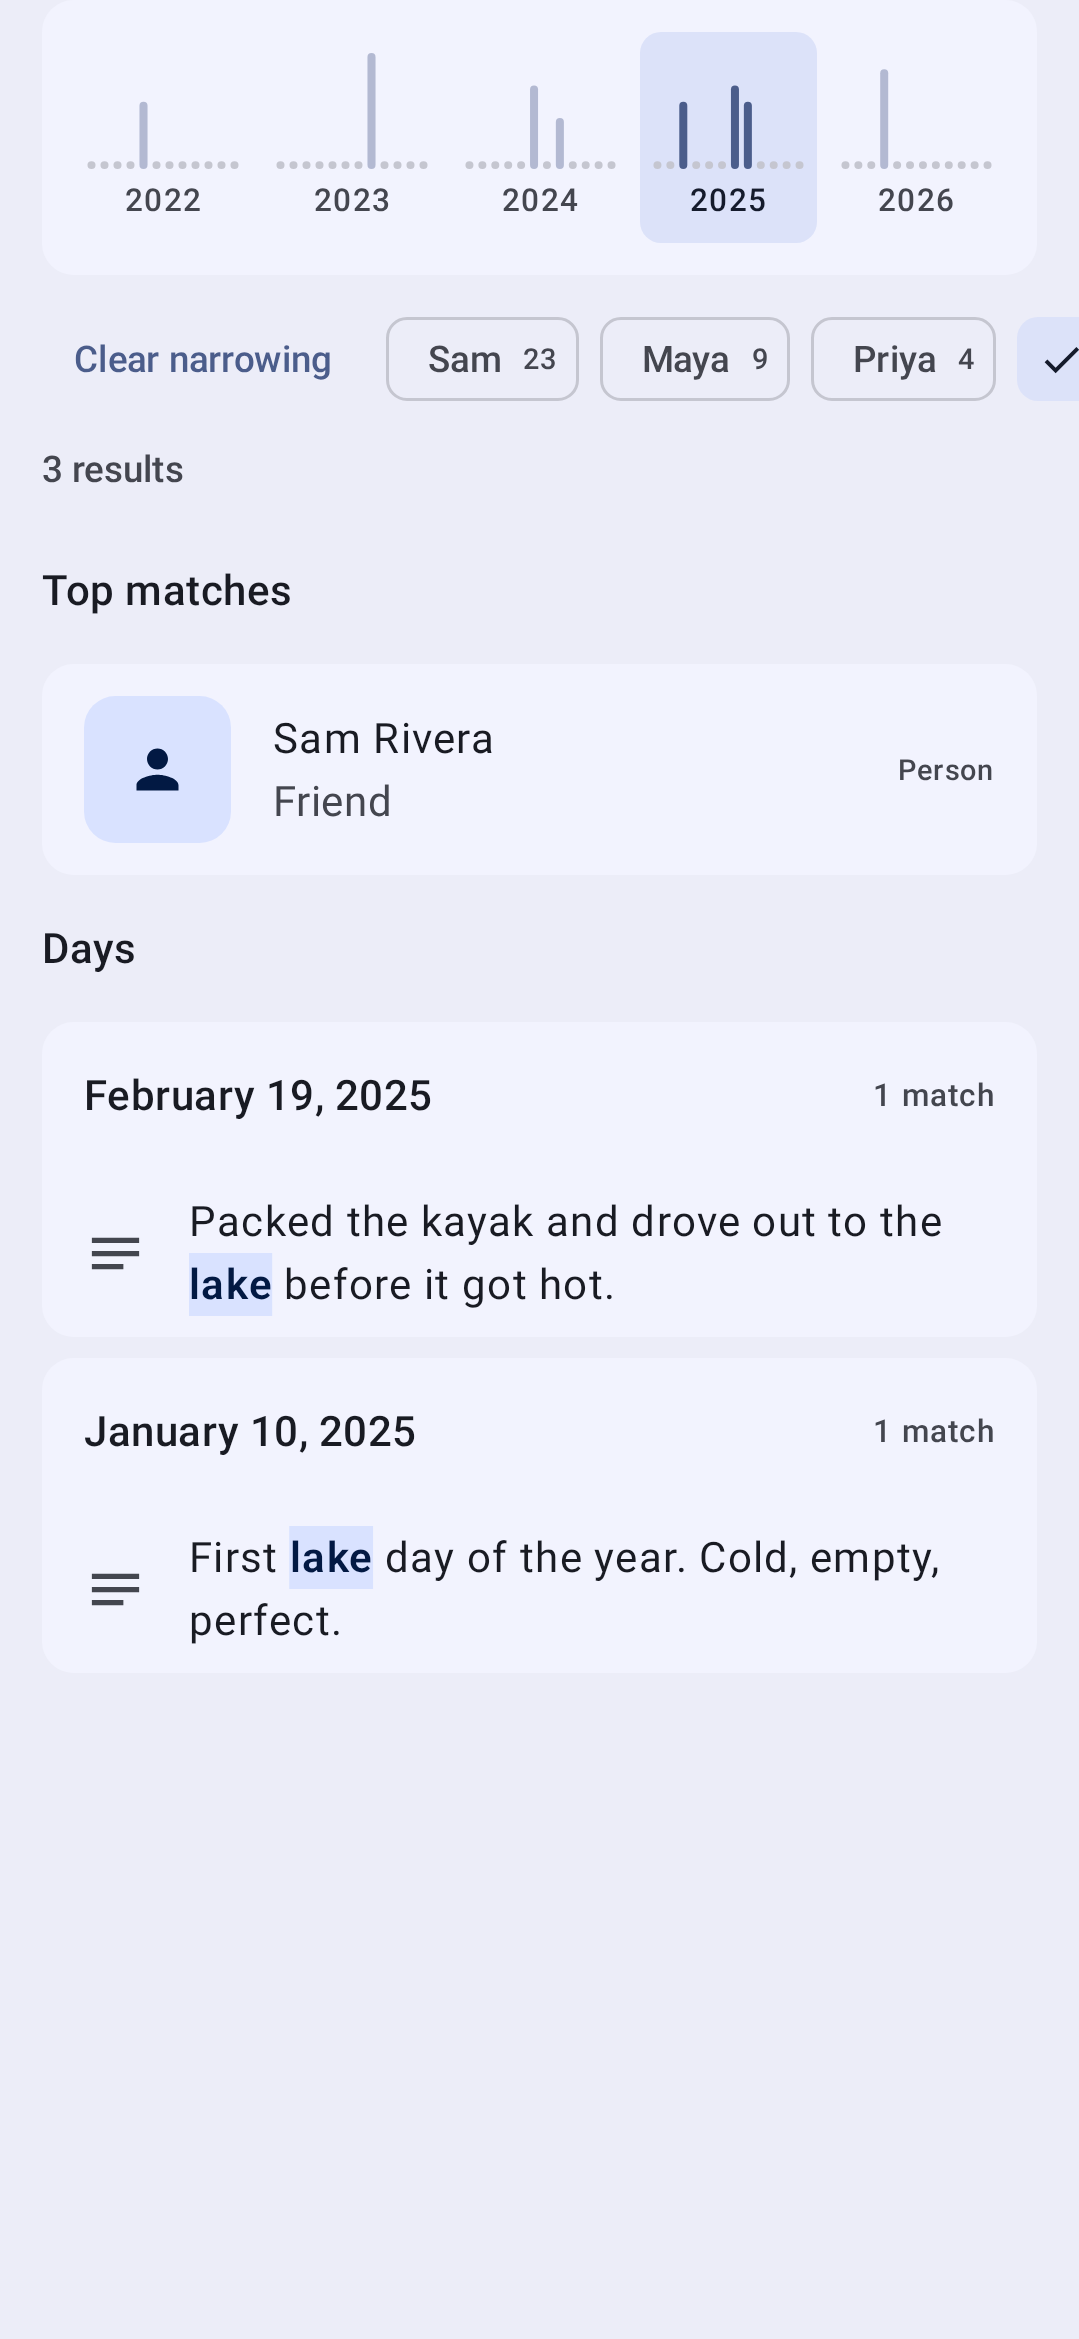 2022 2023 2024 2025 2026
Clear narrowing Sam 23 Maya 9 Priya 4
3 results
Top matches
Sam Rivera
Friend
Person
Days
February 19, 2025 1 match
Packed the kayak and drove out to the
lake before it got hot.
January 10, 2025 1 match
First lake day of the year. Cold, empty,
perfect.